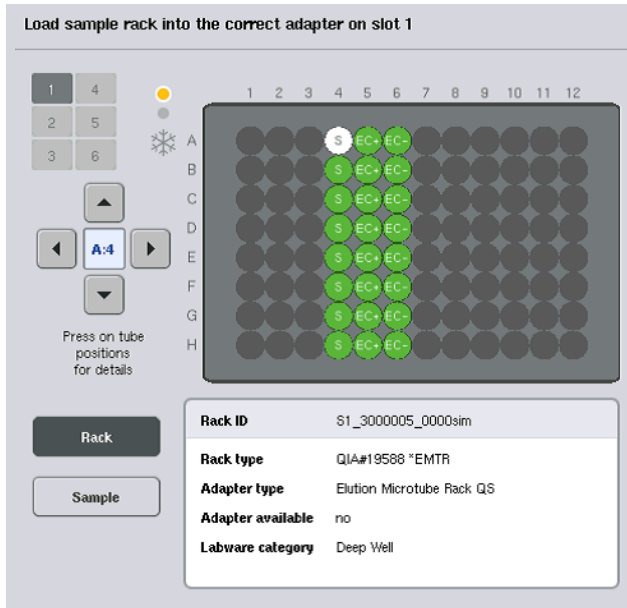 Load sample rack into the correct adapter on slot 1
1 4
2 5
3 6
1 2 3 4 5 6 7 8 9 10 11 12
A S EC+ EC-
B S EC+ EC-
C S EC+ EC-
D S EC+ EC-
E S EC+ EC-
F S EC+ EC-
G S EC+ EC-
H S EC+ EC-
A:4
Press on tube
positions
for details
Rack
Sample
Rack ID S1_3000005_0000sim
Rack type QIA#19588 *EMTR
Adapter type Elution Microtube Rack QS
Adapter available no
Labware category Deep Well